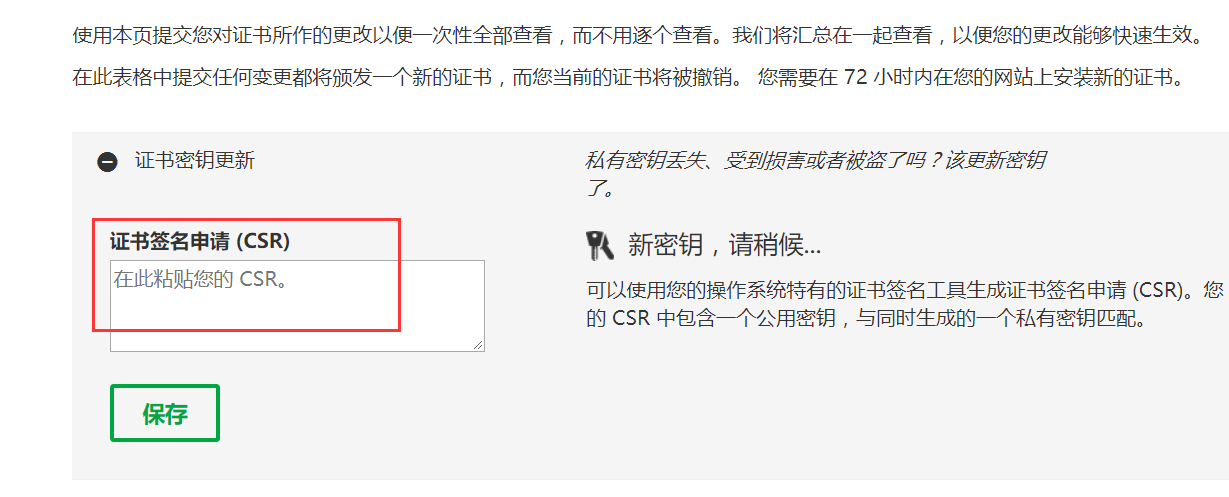 使用本页提交您对证书所作的更改以便一次性全部查看，而不用逐个查看。我们将汇总在一起查看，以便您的更改能够快速生效。
在此表格中提交任何变更都将颁发一个新的证书，而您当前的证书将被撤销。 您需要在 72 小时内在您的网站上安装新的证书。
证书密钥更新
私有密钥丢失、受到损害或者被盗了吗？该更新密钥
了。
证书签名申请 (CSR)
在此粘贴您的 CSR。
新密钥，请稍候...
可以使用您的操作系统特有的证书签名工具生成证书签名申请 (CSR)。您
的 CSR 中包含一个公用密钥，与同时生成的一个私有密钥匹配。
保存